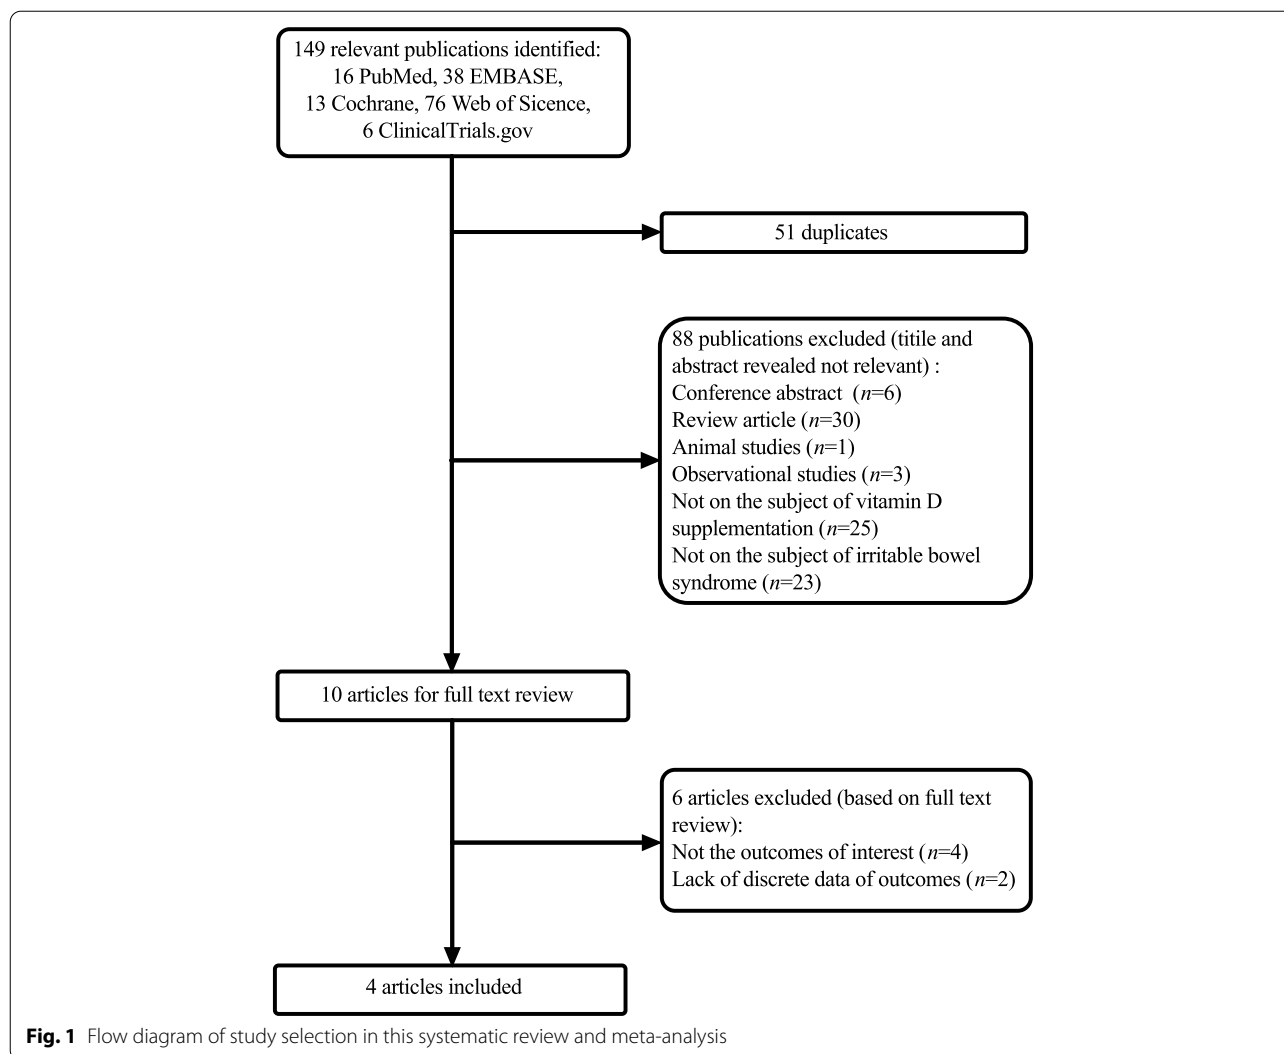 149 relevant publications identified:
16 PubMed, 38 EMBASE,
13 Cochrane, 76 Web of Sicence,
6 ClinicalTrials.gov
51 duplicates
88 publications excluded (titile and
abstract revealed not relevant) :
Conference abstract (n=6)
Review article (n=30)
Animal studies (n=1)
Observational studies (n=3)
Not on the subject of vitamin D
supplementation (n=25)
Not on the subject of irritable bowel
syndrome (n=23)
10 articles for full text review
6 articles excluded (based on full text
review):
Not the outcomes of interest (n=4)
Lack of discrete data of outcomes (n=2)
4 articles included
Fig. 1 Flow diagram of study selection in this systematic review and meta-analysis